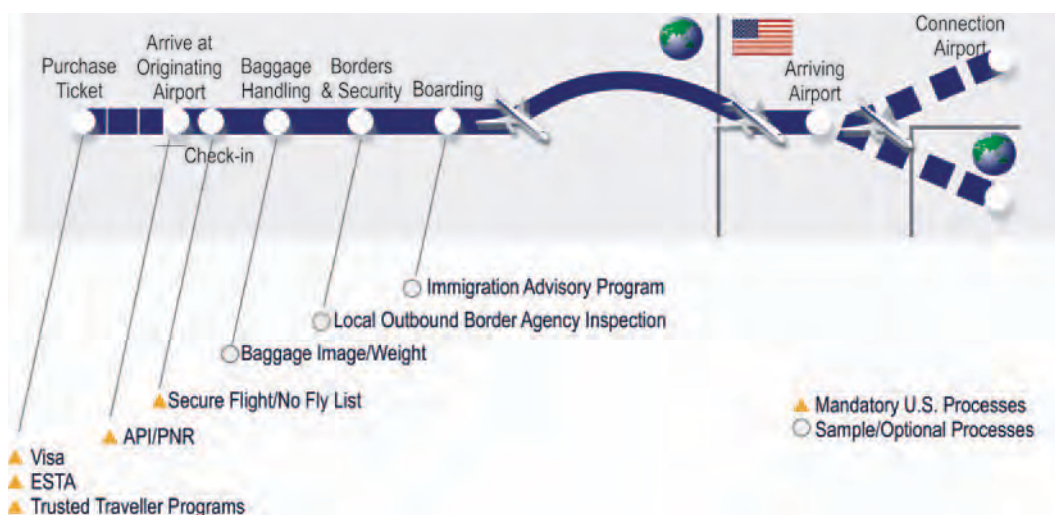 Purchase
Ticket
Arrive at
Originating
Airport
Check-in
Baggage
Handling
Borders
& Security
Boarding
Arriving
Airport
Connection
Airport
Immigration Advisory Program
Local Outbound Border Agency Inspection
Baggage Image/Weight
Secure Flight/No Fly List
API/PNR
Visa
ESTA
Trusted Traveller Programs
Mandatory U.S. Processes
Sample/Optional Processes